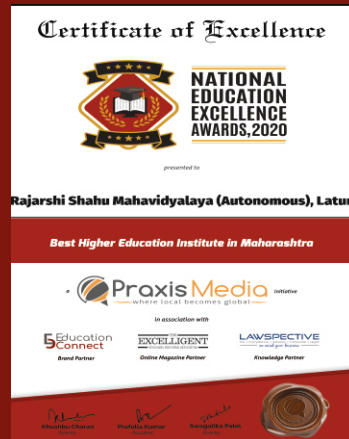 Certificate of Excellence
NATIONAL
EDUCATION
EXCELLENCE
AWARDS,2020
presented to
Rajarshi Shahu Mahavidyalaya (Autonomous), Latur
Best Higher Education Institute in Maharashtra
a Praxis Media Initiative
where local becomes global
in association with
Education Connect
EXCELLIGENT
LAWSPECTIVE
Brand Partner
Online Magazine Partner
Knowledge Partner
Khushbu Charan
Prafulla Kumar
Sangatika Patel